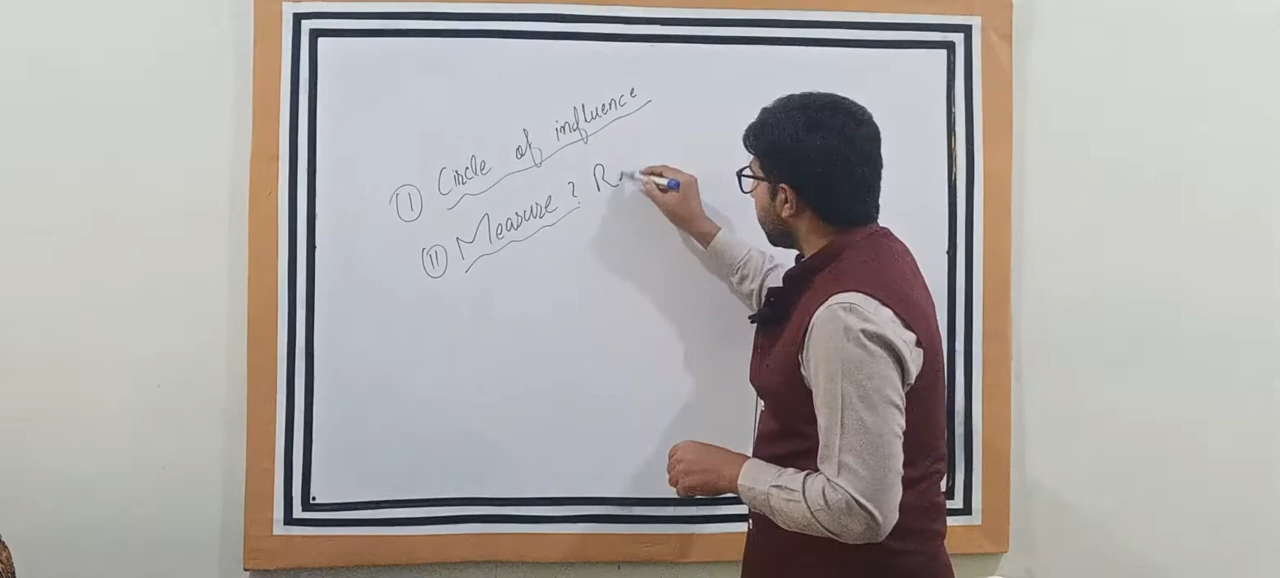 (I) Circle of influence
(II) Measure? R